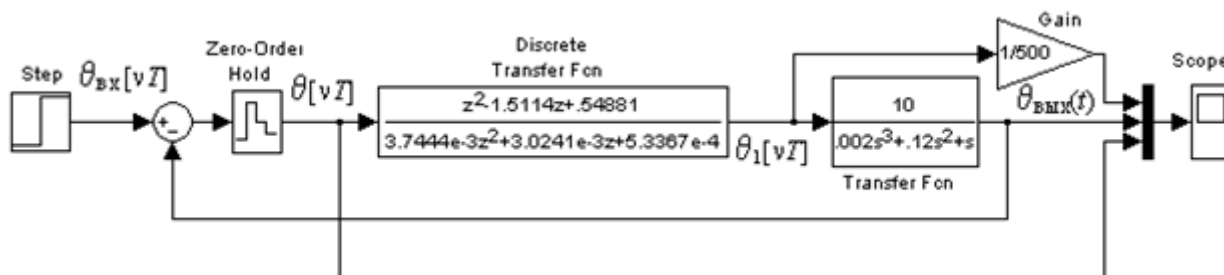 Gain
Zero-Order
Hold
Discrete
Transfer Fcn
Step
θвх[νT]
θ[νT]
1/500
Scope
+
-
z²-1.5114z+.54881
3.7444e-3z²+3.0241e-3z+5.3367e-4
θ₁[νT]
10
.002s³+.12s²+s
Transfer Fcn
θвых(t)